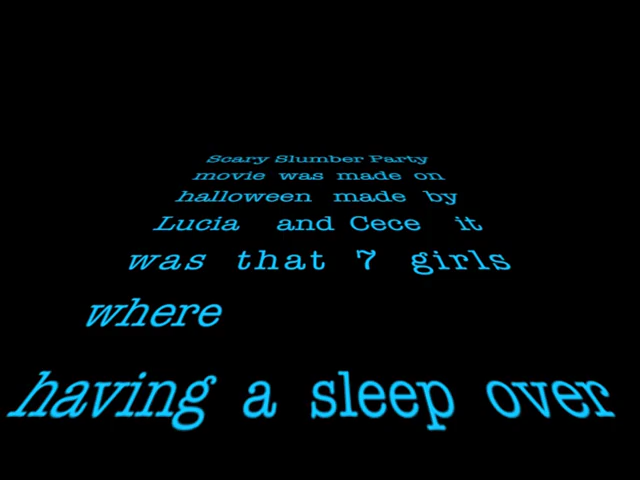 Scary Slumber Party
movie was made on
halloween made by
Lucia and Cece it
was that 7 girls
where
having a sleep over